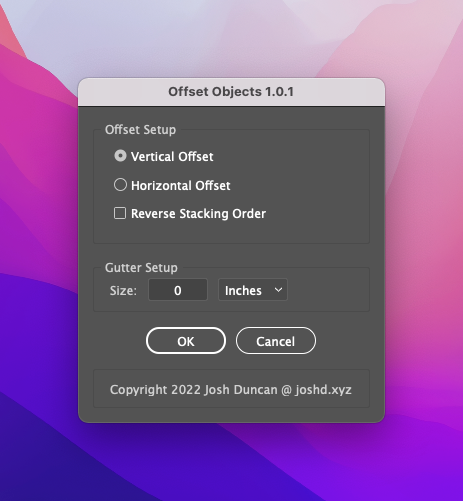 Offset Objects 1.0.1
Offset Setup
Vertical Offset
Horizontal Offset
Reverse Stacking Order
Gutter Setup
Size: 0 Inches
OK Cancel
Copyright 2022 Josh Duncan @ joshd.xyz